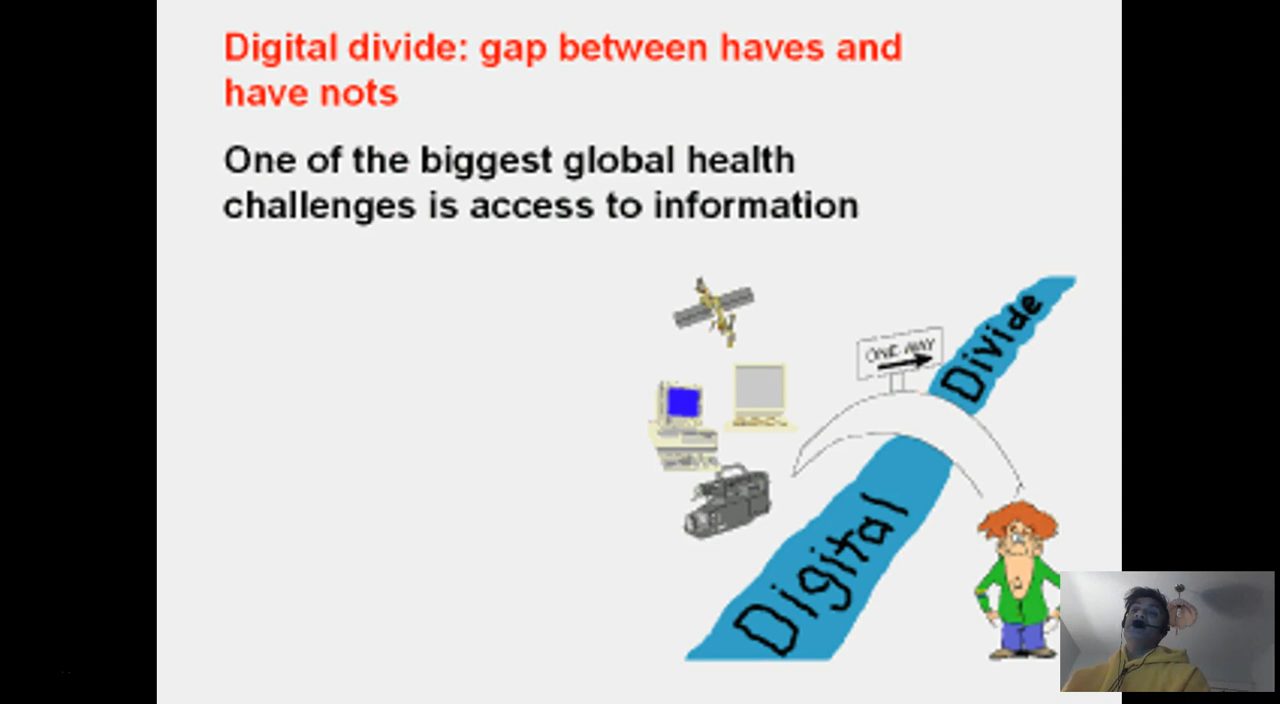 Digital divide: gap between haves and
have nots
One of the biggest global health
challenges is access to information
ONE WAY
Divide
Digital